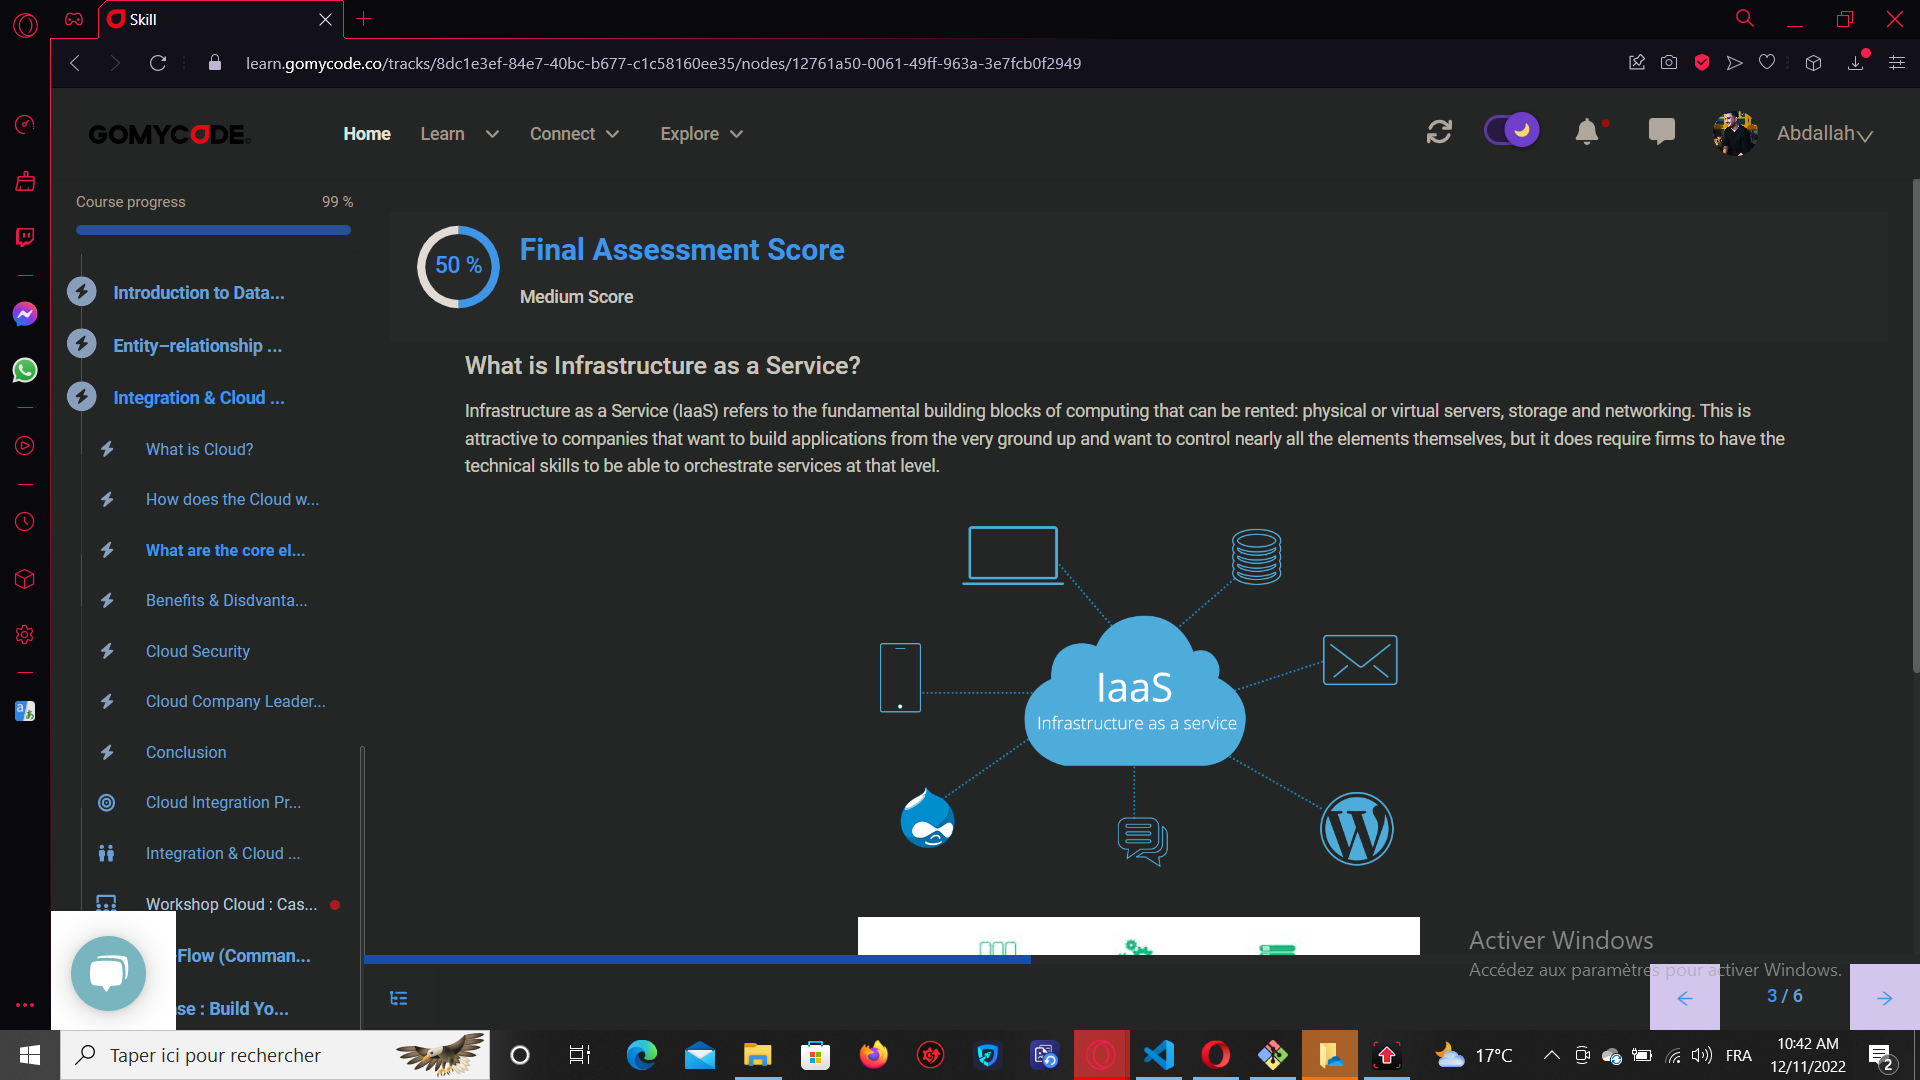 Skill
learn.gomycode.co/tracks/8dc1e3ef-84e7-40bc-b677-c1c58160ee35/nodes/12761a50-0061-49ff-963a-3e7fcb0f2949
GOMYCODE
Home
Learn
Connect
Explore
Abdallah
Course progress
99 %
Introduction to Data...
Entity–relationship ...
Integration & Cloud ...
What is Cloud?
How does the Cloud w...
What are the core el...
Benefits & Disdvanta...
Cloud Security
Cloud Company Leader...
Conclusion
Cloud Integration Pr...
Integration & Cloud ...
Workshop Cloud : Cas...
-Flow (Comman...
se : Build Yo...
50 %
Final Assessment Score
Medium Score
What is Infrastructure as a Service?
Infrastructure as a Service (IaaS) refers to the fundamental building blocks of computing that can be rented: physical or virtual servers, storage and networking. This is
attractive to companies that want to build applications from the very ground up and want to control nearly all the elements themselves, but it does require firms to have the
technical skills to be able to orchestrate services at that level.
IaaS
Infrastructure as a service
Activer Windows
Accédez aux paramètres pour activer Windows.
3 / 6
Taper ici pour rechercher
17°C
FRA
10:42 AM
12/11/2022
2